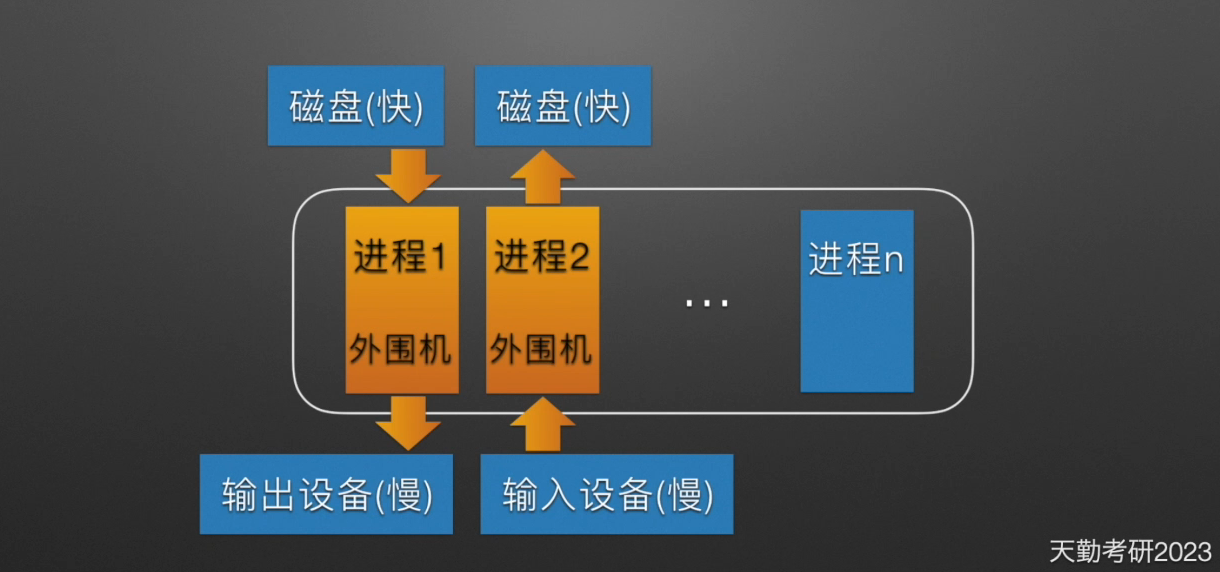 磁盘(快)
磁盘(快)
进程1
外围机
进程2
外围机
...
进程n
输出设备(慢)
输入设备(慢)
天勤考研2023